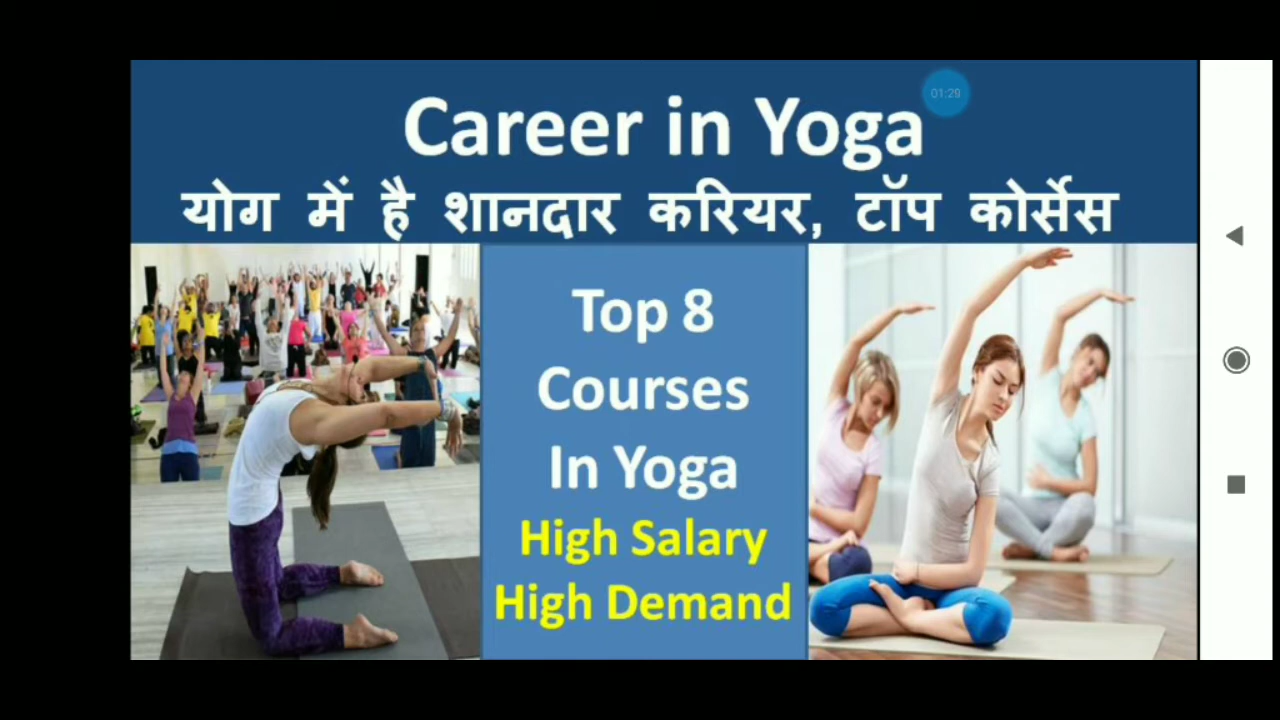 Career in Yoga
01:29
योग में है शानदार करियर, टॉप कोर्सेस
Top 8
Courses
In Yoga
High Salary
High Demand